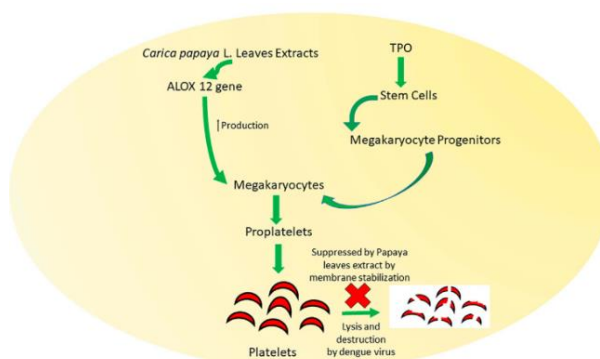 Carica papaya L. Leaves Extracts
TPO
ALOX 12 gene
Stem Cells
Production
Megakaryocyte Progenitors
Megakaryocytes
Proplatelets
Suppressed by Papaya
leaves extract by
membrane stabilization
Lysis and
destruction
by dengue virus
Platelets